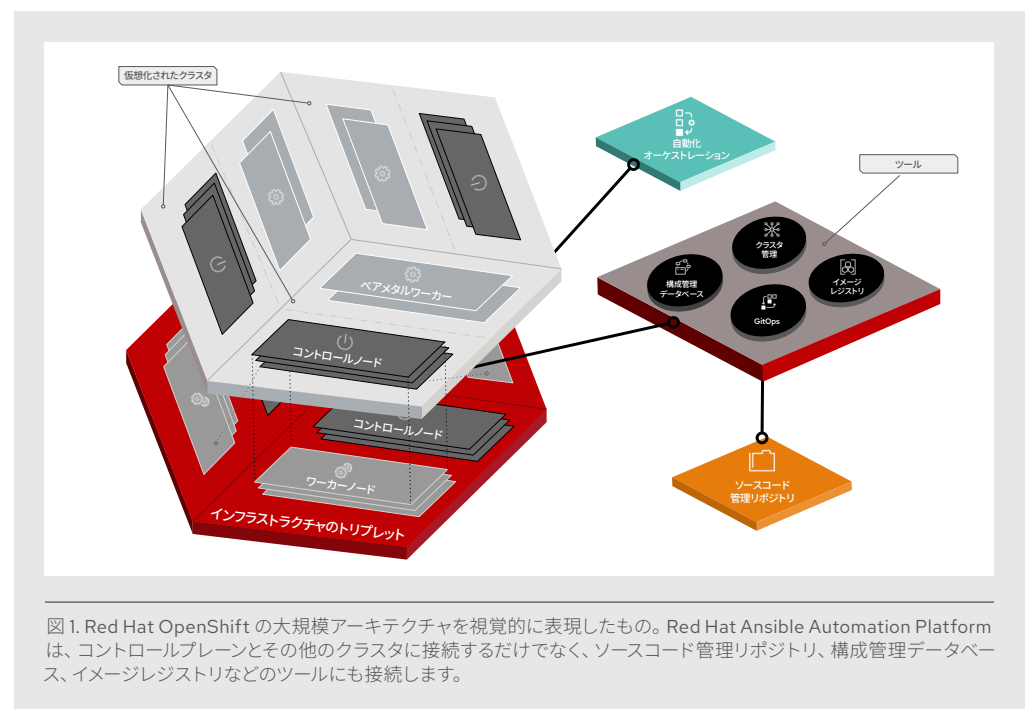 仮想化されたクラスタ
自動化
オーケストレーション
ツール
クラスタ
管理
構成管理
データベース
イメージ
レジストリ
GitOps
ベアメタルワーカー
コントロールノード
コントロールノード
ワーカーノード
インフラストラクチャのトリプレット
ソースコード
管理リポジトリ
図 1. Red Hat OpenShift の大規模アーキテクチャを視覚的に表現したもの。Red Hat Ansible Automation Platform
は、コントロールプレーンとその他のクラスタに接続するだけでなく、ソースコード管理リポジトリ、構成管理データベー
ス、イメージレジストリなどのツールにも接続します。